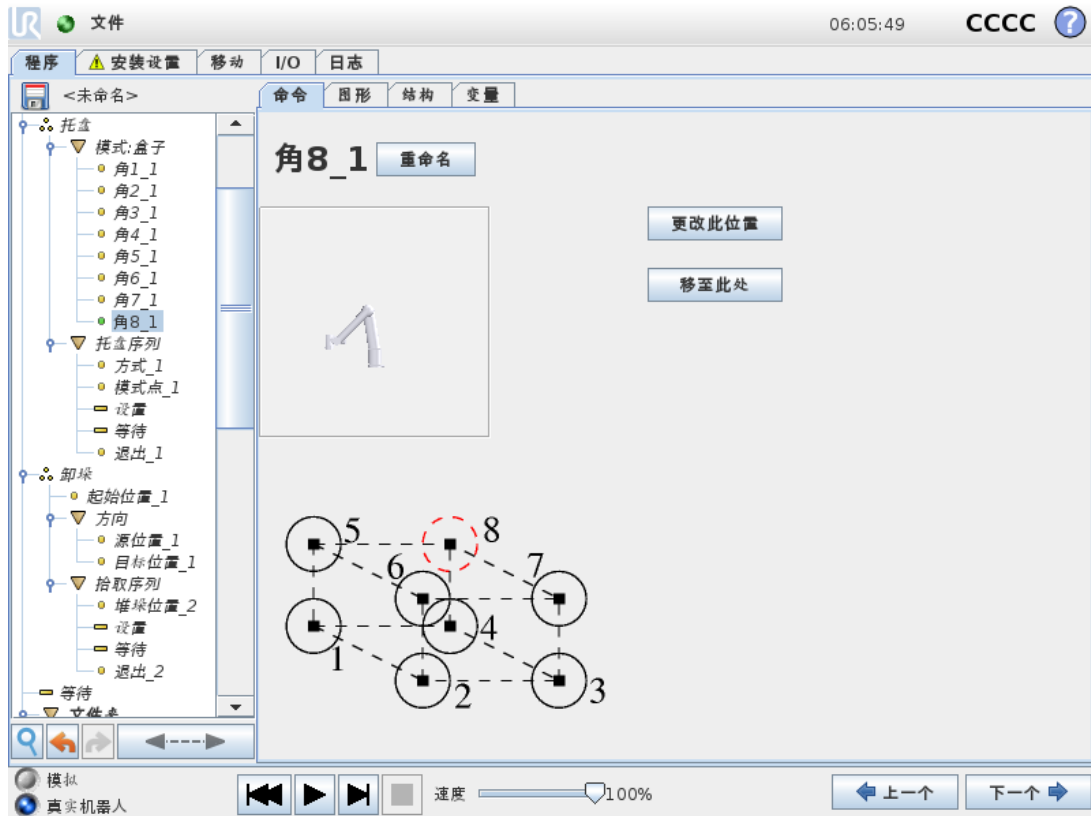 UR 文件 06:05:49 CCCC ?
程序 安装设置 移动 I/O 日志
<未命名> 命令 图形 结构 变量
托盘
模式:盒子
角1_1
角2_1
角3_1
角4_1
角5_1
角6_1
角7_1
角8_1
托盘序列
方式_1
模式点_1
设置
等待
退出_1
卸垛
起始位置_1
方向
源位置_1
目标位置_1
拾取序列
堆垛位置_2
设置
等待
退出_2
等待
文件夹
角8_1 重命名
更改此位置
移至此处
5 8
6 7
1 4
2 3
模拟
真实机器人
速度 100%
上一个 下一个